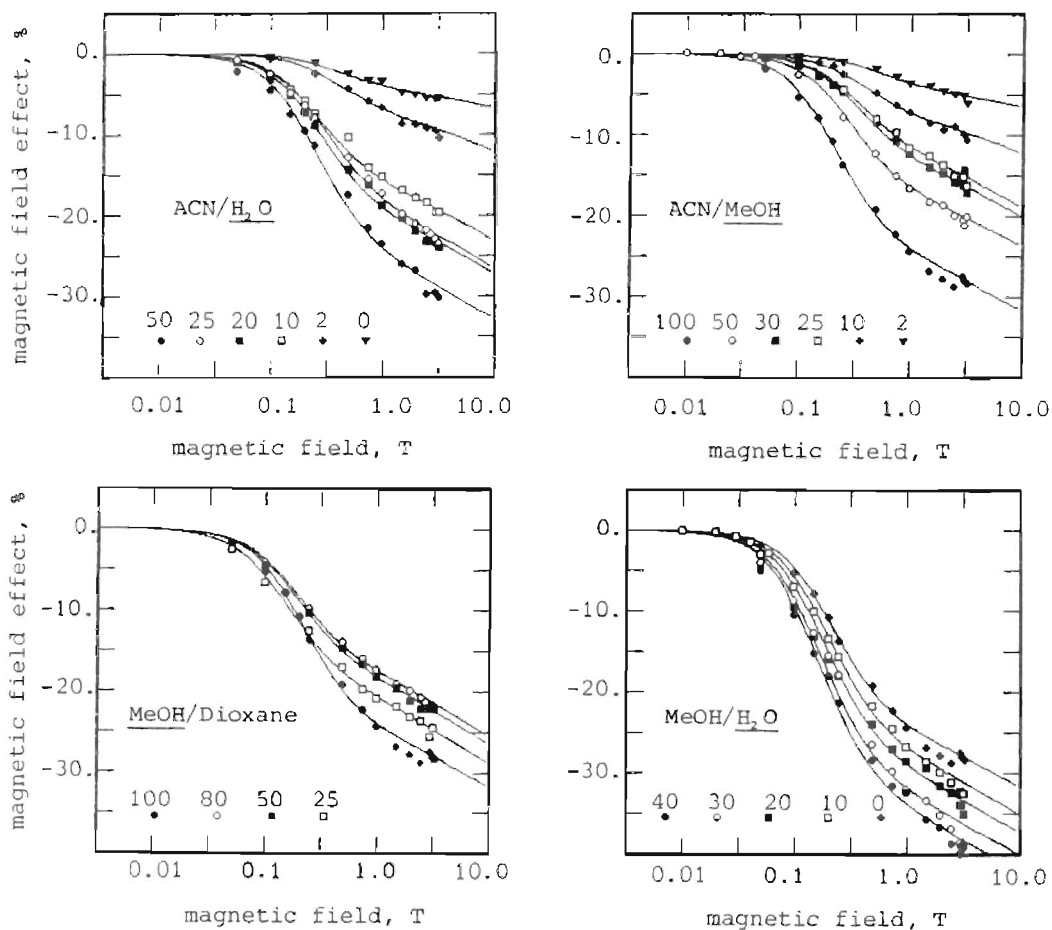 magnetic field effect, %
0.
-10.
-20.
-30.
ACN/H₂O
50 25 20 10 2 0
0.01 0.1 1.0 10.0
magnetic field, T
0.
-10.
-20.
-30.
ACN/MeOH
100 50 30 25 10 2
0.01 0.1 1.0 10.0
magnetic field, T
magnetic field effect, %
0.
-10.
-20.
-30.
MeOH/Dioxane
100 80 50 25
0.01 0.1 1.0 10.0
magnetic field, T
0.
-10.
-20.
-30.
MeOH/H₂O
40 30 20 10 0
0.01 0.1 1.0 10.0
magnetic field, T